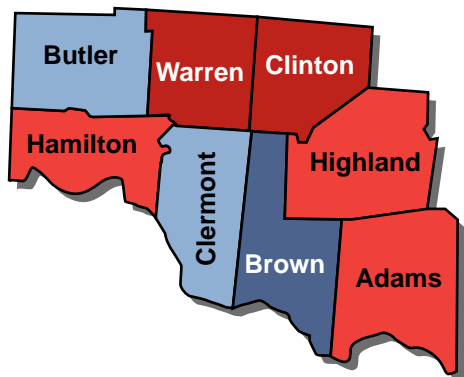 Butler
Warren
Clinton
Hamilton
Highland
Clermont
Brown
Adams